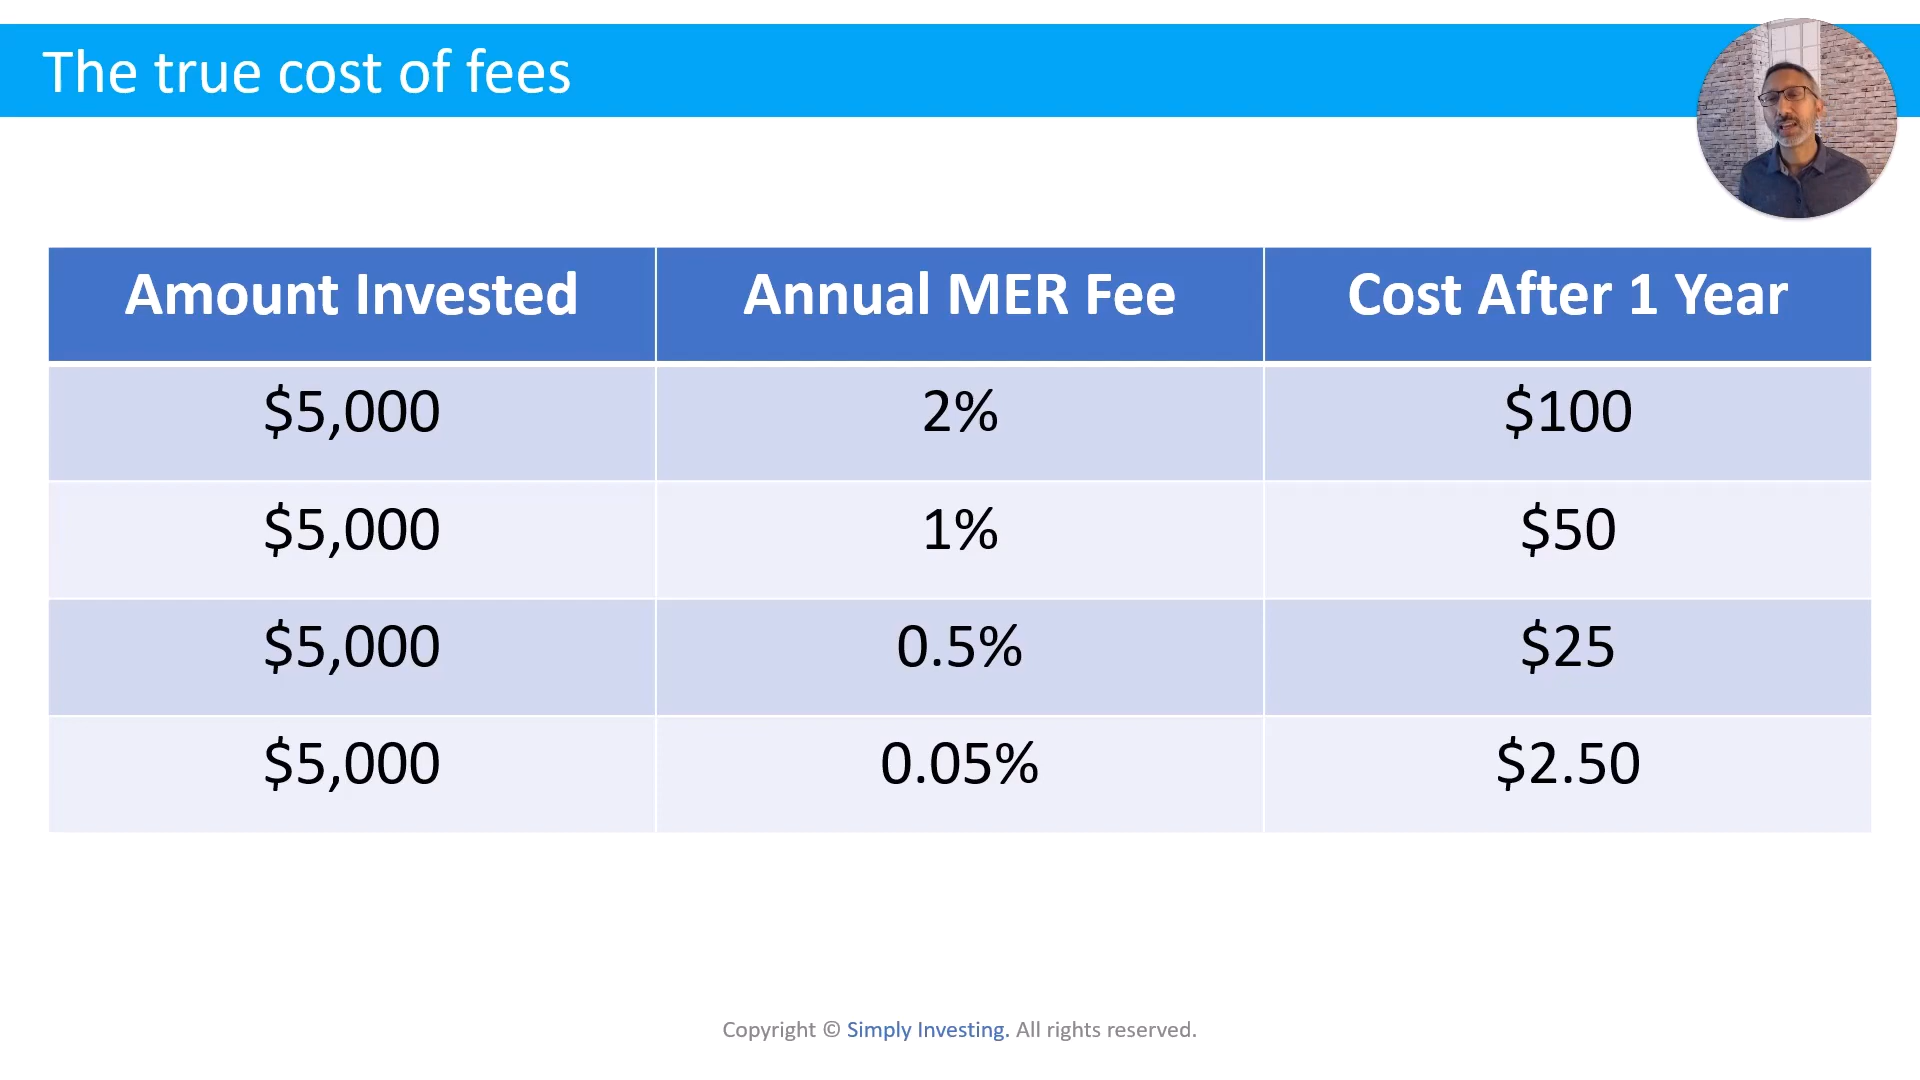 The true cost of fees
Amount Invested Annual MER Fee Cost After 1 Year
$5,000 2% $100
$5,000 1% $50
$5,000 0.5% $25
$5,000 0.05% $2.50
Copyright © Simply Investing. All rights reserved.